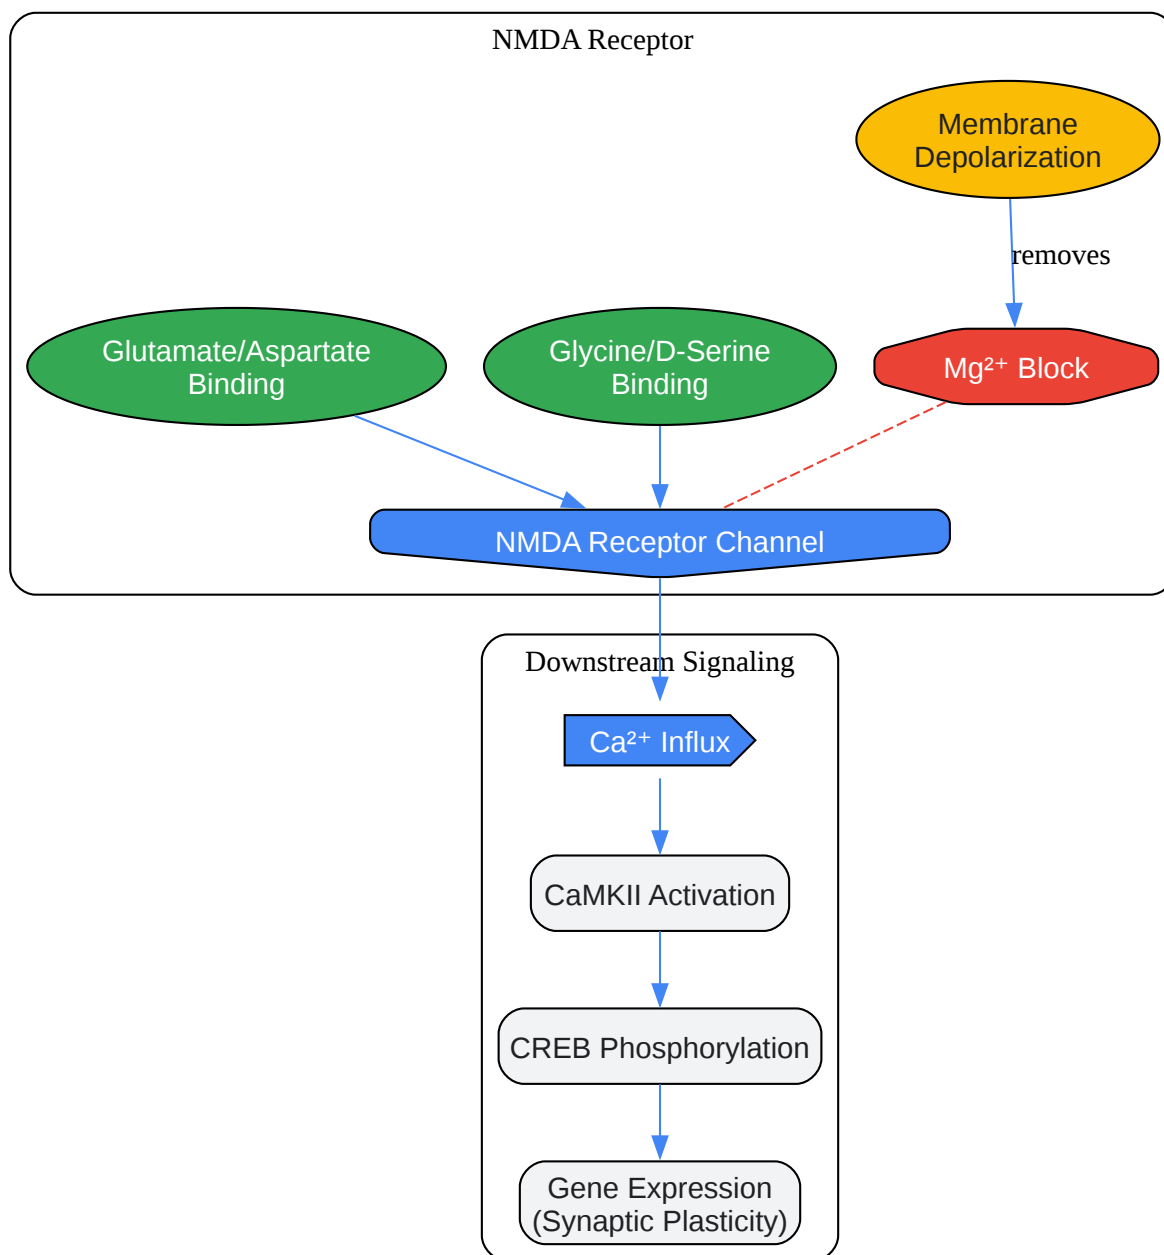 NMDA Receptor
Membrane
Depolarization
removes
Glutamate/Aspartate
Binding
Glycine/D-Serine
Binding
Mg²⁺ Block
NMDA Receptor Channel
Downstream Signaling
Ca²⁺ Influx
CaMKII Activation
CREB Phosphorylation
Gene Expression
(Synaptic Plasticity)